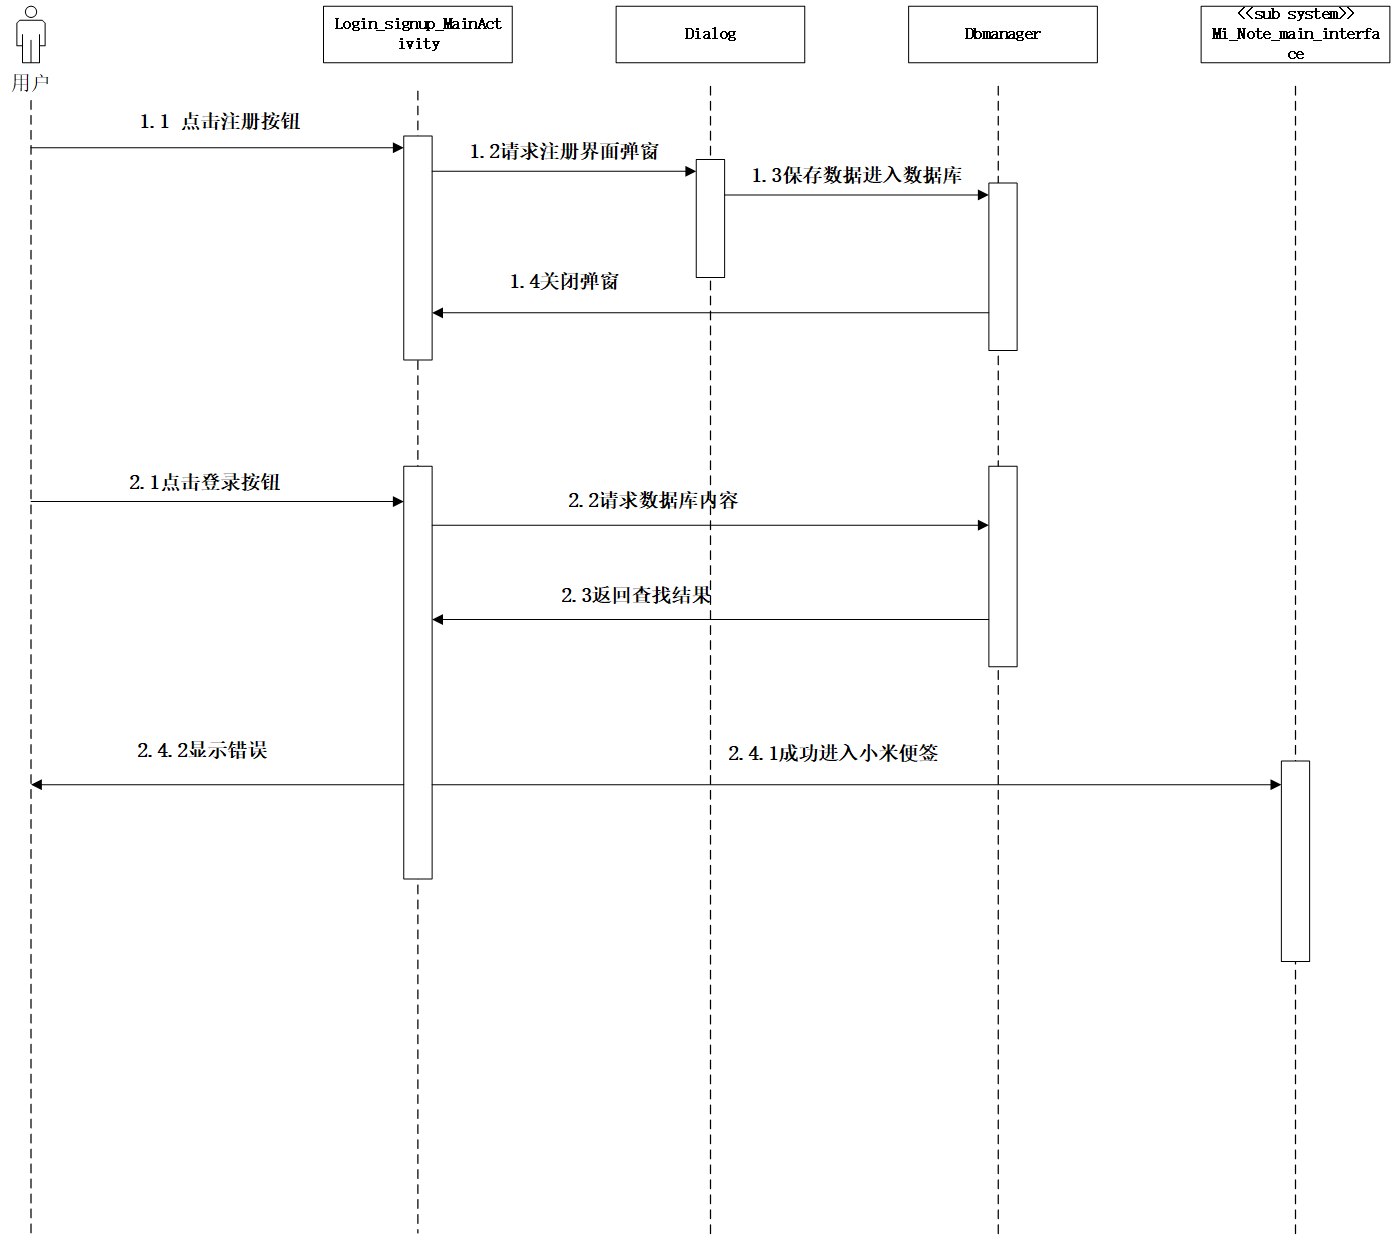 用户
Login_signup_MainAct
ivity
Dialog
Dbmanager
<<sub system>>
Mi_Note_main_interfa
ce
1.1 点击注册按钮
1.2请求注册界面弹窗
1.3保存数据进入数据库
1.4关闭弹窗
2.1点击登录按钮
2.2请求数据库内容
2.3返回查找结果
2.4.2显示错误
2.4.1成功进入小米便签